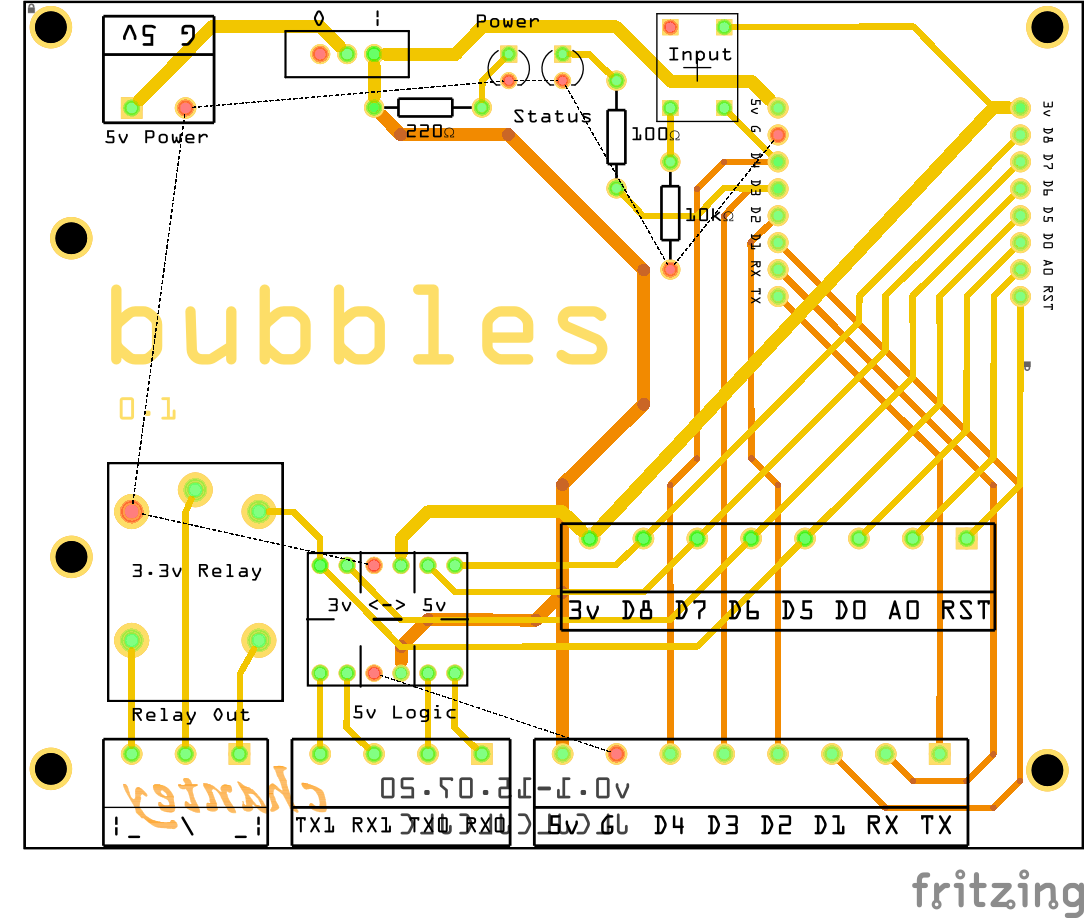 G 5V
5v Power
0 1
Power
Status
220Ω
100Ω
10kΩ
Input
5v G D4 D3 D2 D1 RX TX
3v D8 D7 D6 D5 D0 A0 RST
bubbles
0.1
3.3v Relay
3v <-> 5v
3v D8 D7 D6 D5 D0 A0 RST
Relay Out
5v Logic
chantey
v0.1-15.07.20
|_ \ _|
TX1 RX1 TX0 RX0
5v G D4 D3 D2 D1 RX TX
fritzing